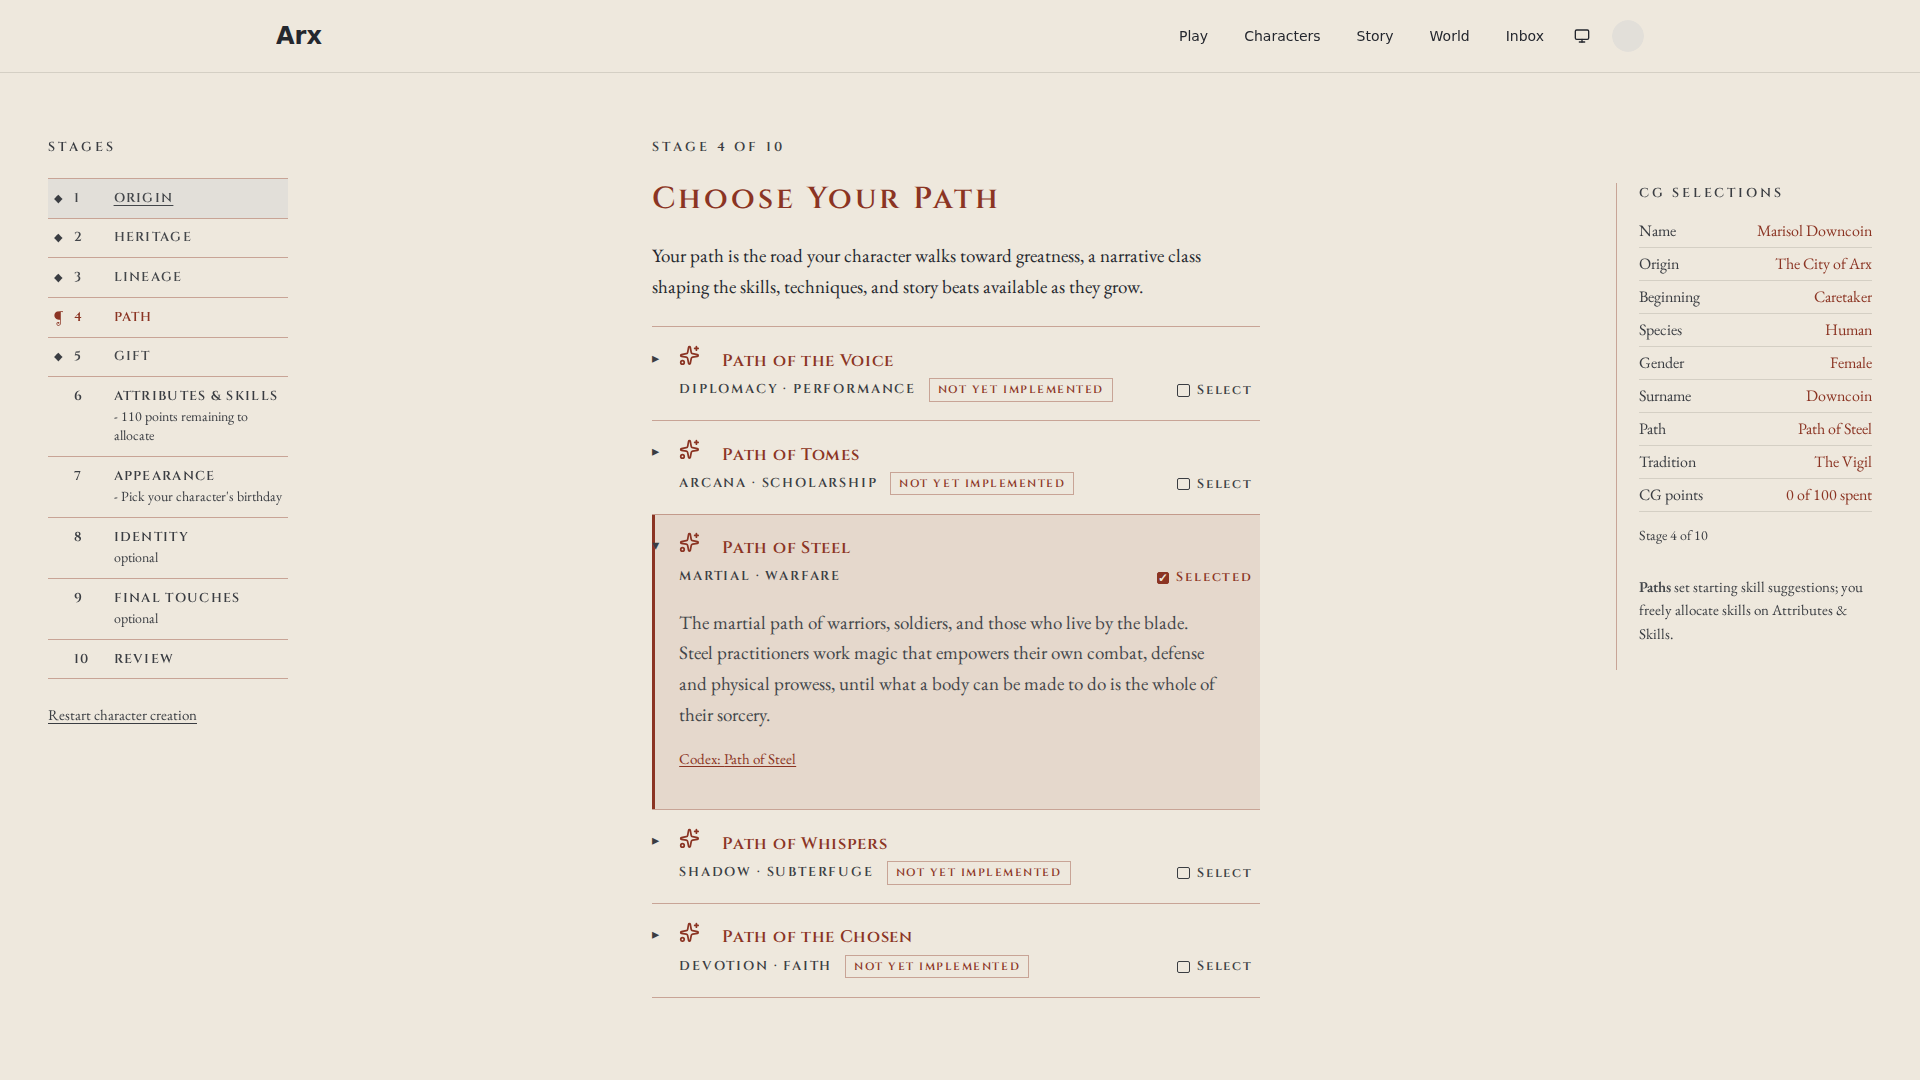 Arx
Play
Characters
Story
World
Inbox
STAGES
◆ 1 ORIGIN
◆ 2 HERITAGE
◆ 3 LINEAGE
¶ 4 PATH
◆ 5 GIFT
6 ATTRIBUTES & SKILLS
- 110 points remaining to
allocate
7 APPEARANCE
- Pick your character's birthday
8 IDENTITY
optional
9 FINAL TOUCHES
optional
10 REVIEW
Restart character creation
STAGE 4 OF 10
Choose Your Path
Your path is the road your character walks toward greatness, a narrative class
shaping the skills, techniques, and story beats available as they grow.
▸ Path of the Voice
DIPLOMACY · PERFORMANCE NOT YET IMPLEMENTED Select
▸ Path of Tomes
ARCANA · SCHOLARSHIP NOT YET IMPLEMENTED Select
▾ Path of Steel
MARTIAL · WARFARE Selected
The martial path of warriors, soldiers, and those who live by the blade.
Steel practitioners work magic that empowers their own combat, defense
and physical prowess, until what a body can be made to do is the whole of
their sorcery.
Codex: Path of Steel
▸ Path of Whispers
SHADOW · SUBTERFUGE NOT YET IMPLEMENTED Select
▸ Path of the Chosen
DEVOTION · FAITH NOT YET IMPLEMENTED Select
CG SELECTIONS
Name Marisol Downcoin
Origin The City of Arx
Beginning Caretaker
Species Human
Gender Female
Surname Downcoin
Path Path of Steel
Tradition The Vigil
CG points 0 of 100 spent
Stage 4 of 10
Paths set starting skill suggestions; you
freely allocate skills on Attributes &
Skills.